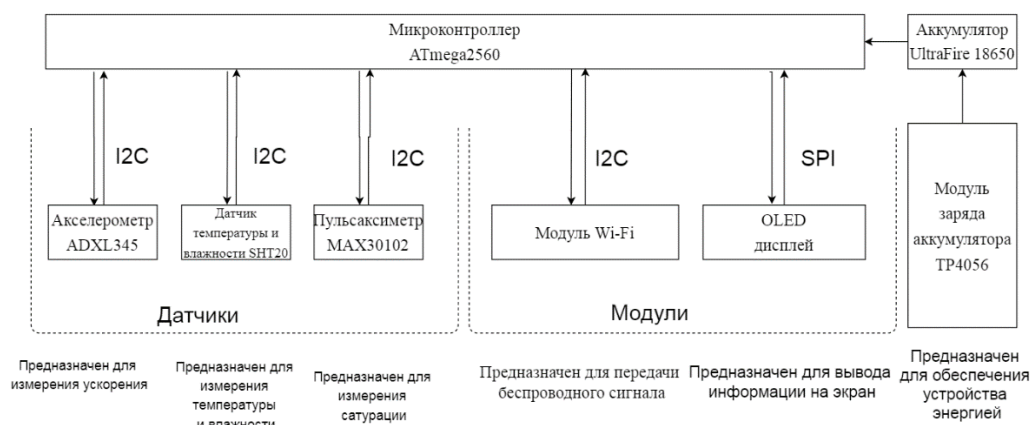 Микроконтроллер
ATmega2560
Аккумулятор
UltraFire 18650
I2C
I2C
I2C
I2C
SPI
Акселерометр
ADXL345
Датчик
температуры и
влажности SHT20
Пульсаксиметр
MAX30102
Модуль Wi-Fi
OLED
дисплей
Модуль
заряда
аккумулятора
TP4056
Датчики
Модули
Предназначен для
измерения ускорения
Предназначен для
измерения
температуры
и влажности
Предназначен для
измерения
сатурации
Предназначен для передачи
беспроводного сигнала
Предназначен для вывода
информации на экран
Предназначен
для обеспечения
устройства
энергией